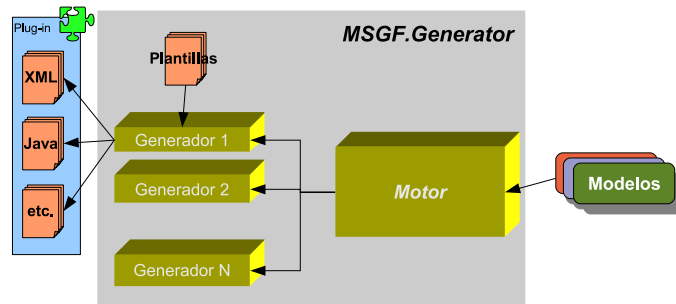 Plug-in
MSGF.Generator
Plantillas
XML
Java
etc.
Generador 1
Generador 2
Generador N
Motor
Modelos